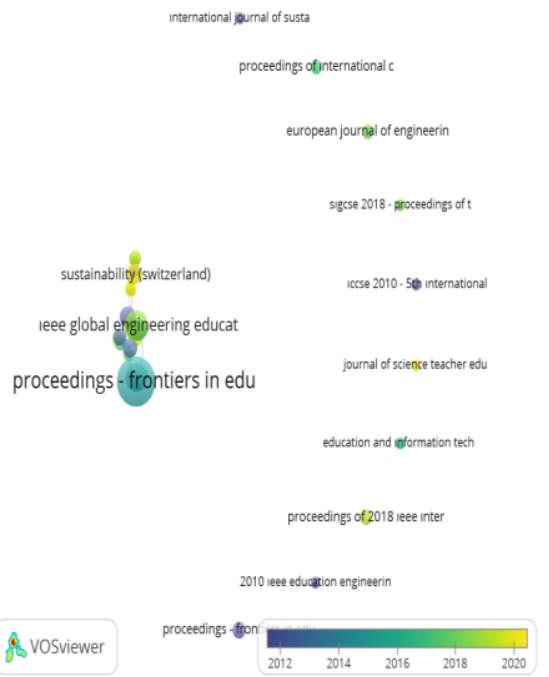 international journal of susta
proceedings of international c
european journal of engineerin
sigcse 2018 - proceedings of t
sustainability (switzerland)
iccse 2010 - 5th international
ieee global engineering educat
journal of science teacher edu
proceedings - frontiers in edu
education and information tech
proceedings of 2018 ieee inter
2010 ieee education engineerin
proceedings - frontiers in edu
VOSviewer
2012 2014 2016 2018 2020